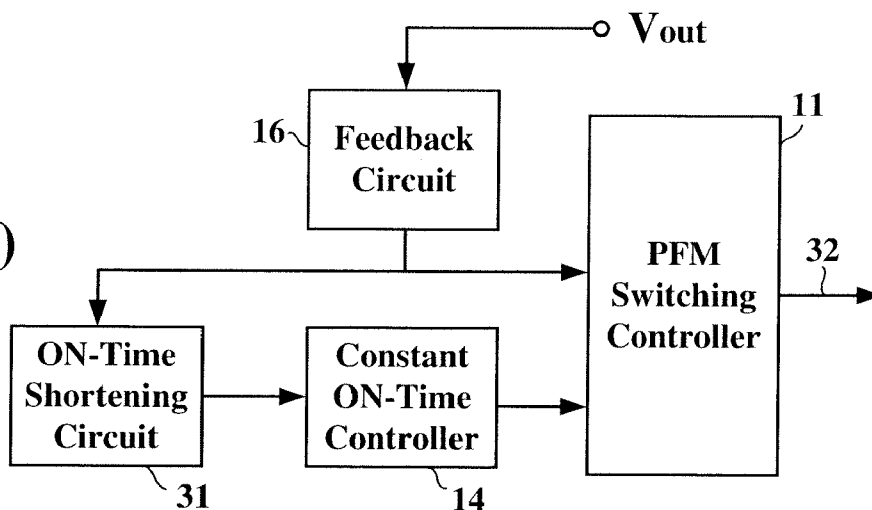 Vout
16
Feedback
Circuit
11
)
PFM
Switching
Controller
32
ON-Time
Shortening
Circuit
31
Constant
ON-Time
Controller
14